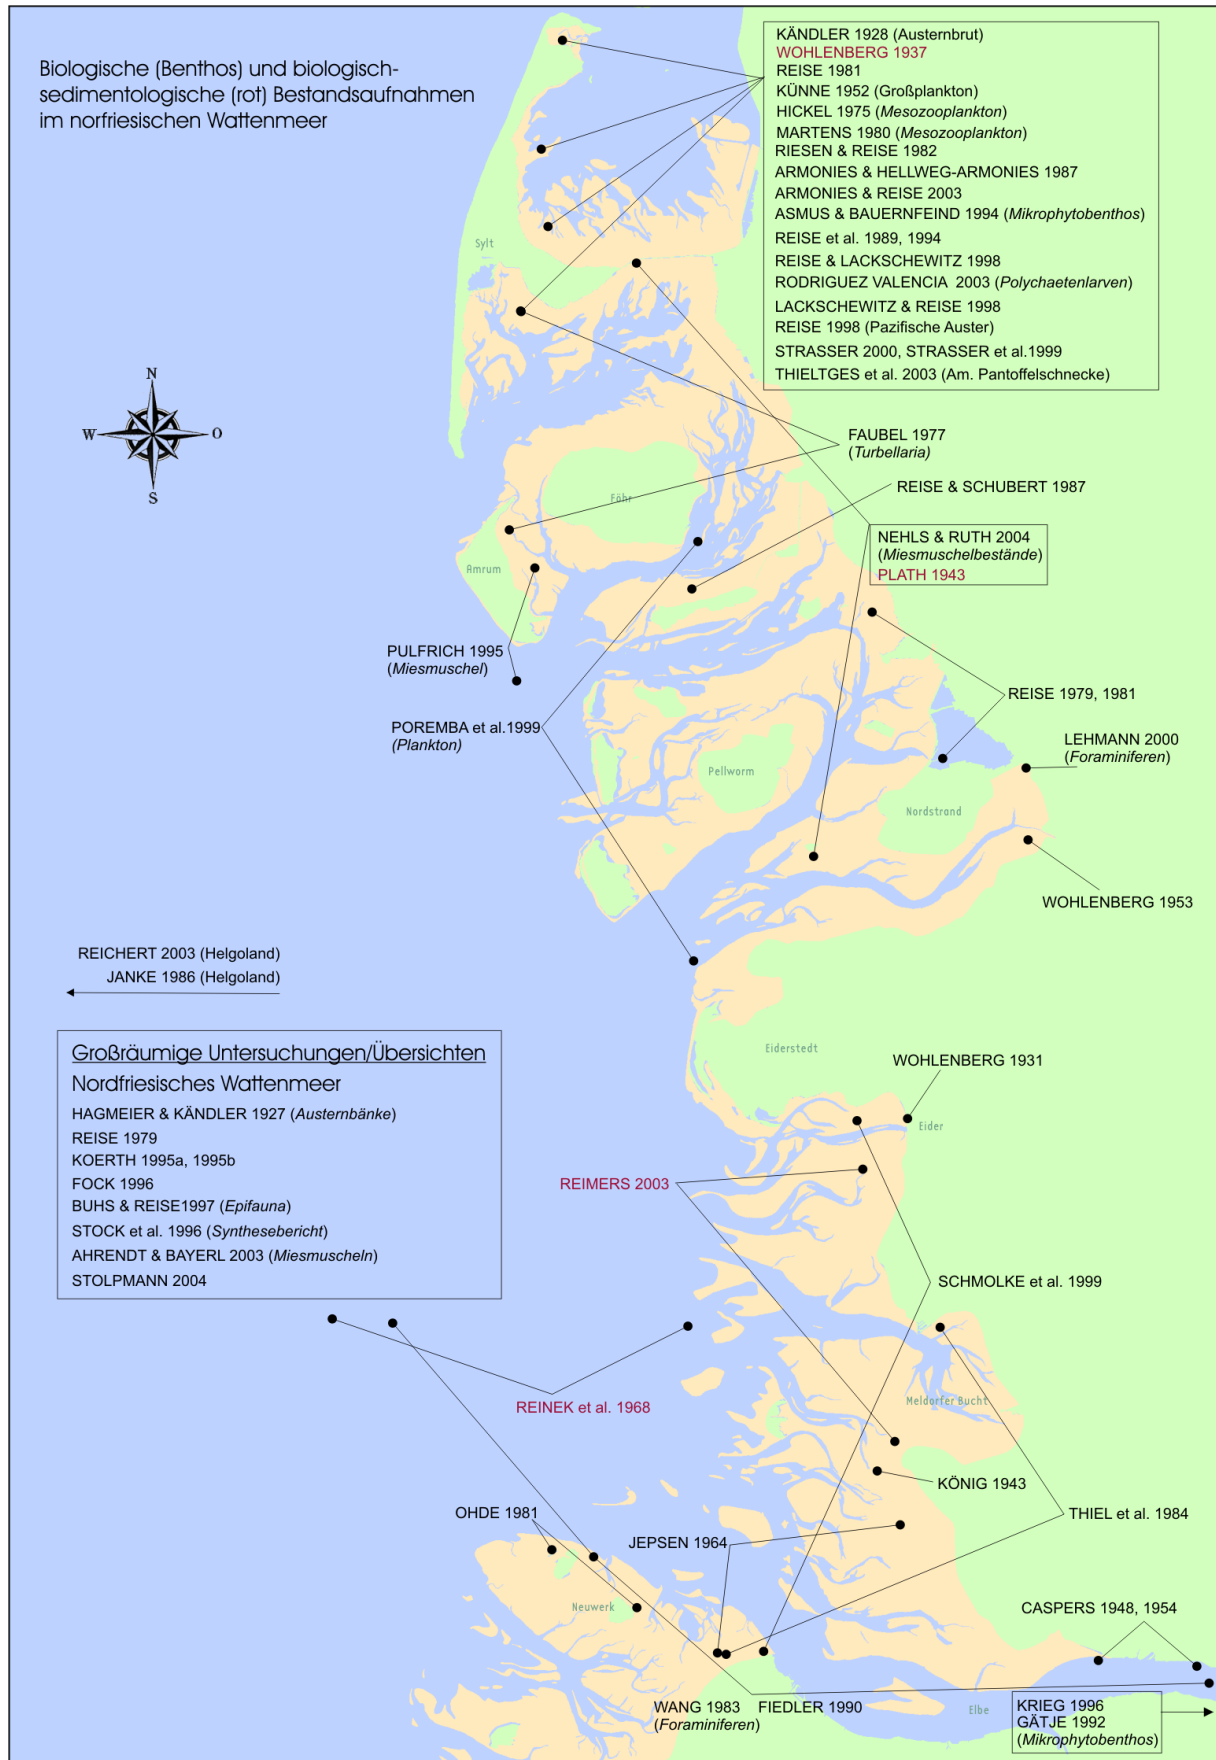 Biologische (Benthos) und biologisch-
sedimentologische (rot) Bestandsaufnahmen
im norfriesischen Wattenmeer
KÄNDLER 1928 (Austernbrut)
WOHLENBERG 1937
REISE 1981
KÜNNE 1952 (Großplankton)
HICKEL 1975 (Mesozooplankton)
MARTENS 1980 (Mesozooplankton)
RIESEN & REISE 1982
ARMONIES & HELLWEG-ARMONIES 1987
ARMONIES & REISE 2003
ASMUS & BAUERNFEIND 1994 (Mikrophytobenthos)
REISE et al. 1989, 1994
REISE & LACKSCHEWITZ 1998
RODRIGUEZ VALENCIA 2003 (Polychaetenlarven)
LACKSCHEWITZ & REISE 1998
REISE 1998 (Pazifische Auster)
STRASSER 2000, STRASSER et al.1999
THIELTGES et al. 2003 (Am. Pantoffelschnecke)
Sylt
N
W
O
S
FAUBEL 1977
(Turbellaria)
REISE & SCHUBERT 1987
Föhr
NEHLS & RUTH 2004
(Miesmuschelbestände)
PLATH 1943
Amrum
PULFRICH 1995
(Miesmuschel)
REISE 1979, 1981
POREMBA et al.1999
(Plankton)
LEHMANN 2000
(Foraminiferen)
Pellworm
Nordstrand
WOHLENBERG 1953
REICHERT 2003 (Helgoland)
JANKE 1986 (Helgoland)
Großräumige Untersuchungen/Übersichten
Nordfriesisches Wattenmeer
HAGMEIER & KÄNDLER 1927 (Austernbänke)
REISE 1979
KOERTH 1995a, 1995b
FOCK 1996
BUHS & REISE1997 (Epifauna)
STOCK et al. 1996 (Synthesebericht)
AHRENDT & BAYERL 2003 (Miesmuscheln)
STOLPMANN 2004
Eiderstedt
WOHLENBERG 1931
Eider
REIMERS 2003
SCHMOLKE et al. 1999
REINEK et al. 1968
Meldorfer Bucht
KÖNIG 1943
OHDE 1981
JEPSEN 1964
THIEL et al. 1984
Neuwerk
CASPERS 1948, 1954
WANG 1983
(Foraminiferen)
FIEDLER 1990
Elbe
KRIEG 1996
GÄTJE 1992
(Mikrophytobenthos)